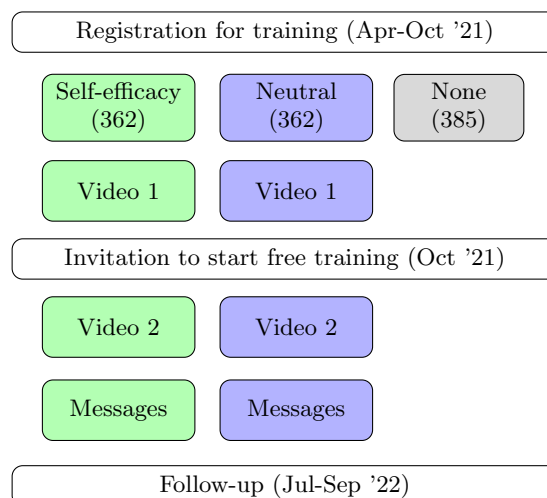 Registration for training (Apr-Oct '21)
Self-efficacy
(362)
Neutral
(362)
None
(385)
Video 1
Video 1
Invitation to start free training (Oct '21)
Video 2
Video 2
Messages
Messages
Follow-up (Jul-Sep '22)